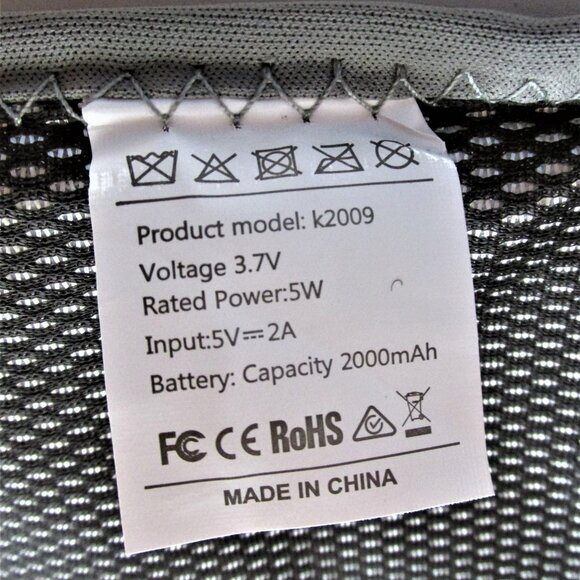 Product model: k2009
Voltage 3.7V
Rated Power:5W
Input:5V⎓2A
Battery: Capacity 2000mAh
FC CE RoHS
MADE IN CHINA